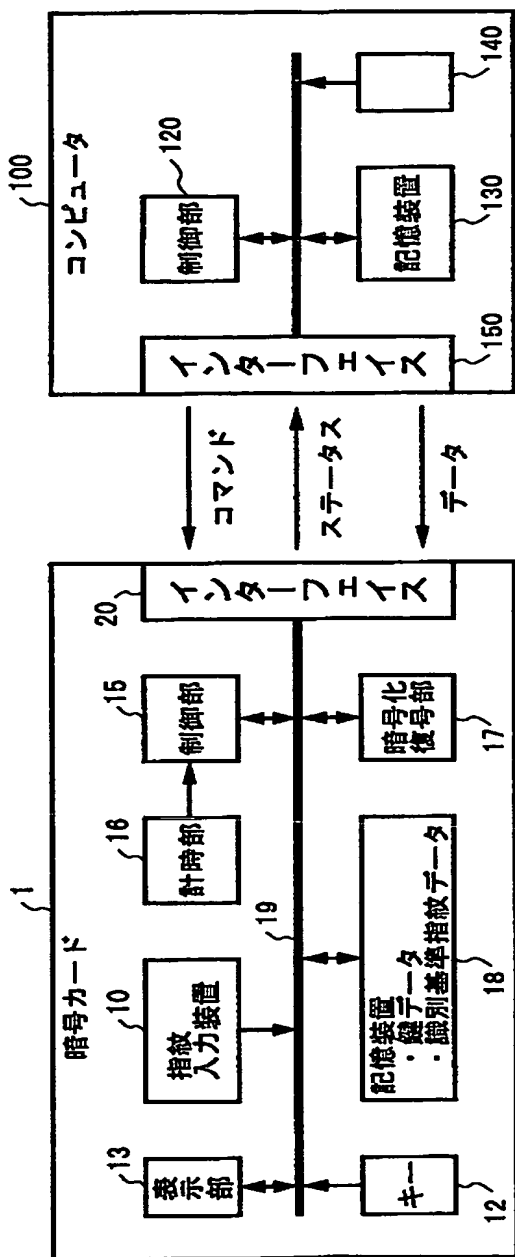 1
暗号カード
13
表示部
10
指紋
入力装置
16
計時部
15
制御部
20
インターフェイス
19
キー
12
記憶装置
・鍵データ
・識別基準指紋データ
18
暗号化
復号部
17
コマンド
ステータス
データ
100
コンピュータ
120
制御部
インターフェイス
150
記憶装置
130
140